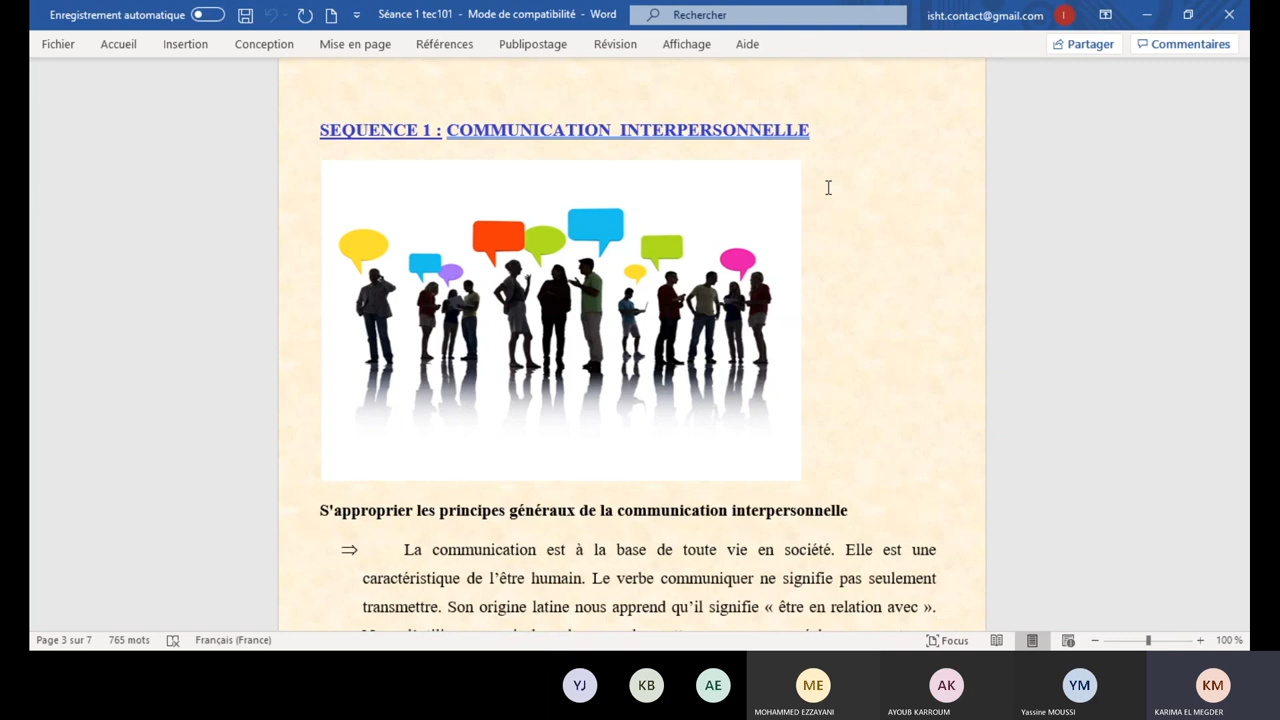 Enregistrement automatique
Séance 1 tec101 - Mode de compatibilité - Word
Rechercher
isht.contact@gmail.com
I
Fichier Accueil Insertion Conception Mise en page Références Publipostage Révision Affichage Aide
Partager
Commentaires
SEQUENCE 1 : COMMUNICATION INTERPERSONNELLE
S'approprier les principes généraux de la communication interpersonnelle
⇒ La communication est à la base de toute vie en société. Elle est une
caractéristique de l’être humain. Le verbe communiquer ne signifie pas seulement
transmettre. Son origine latine nous apprend qu’il signifie « être en relation avec ».
Page 3 sur 7 765 mots Français (France) Focus 100 %
YJ KB AE ME AK YM KM
MOHAMMED EZZAYANI AYOUB KARROUM Yassine MOUSSI KARIMA EL MEGDER